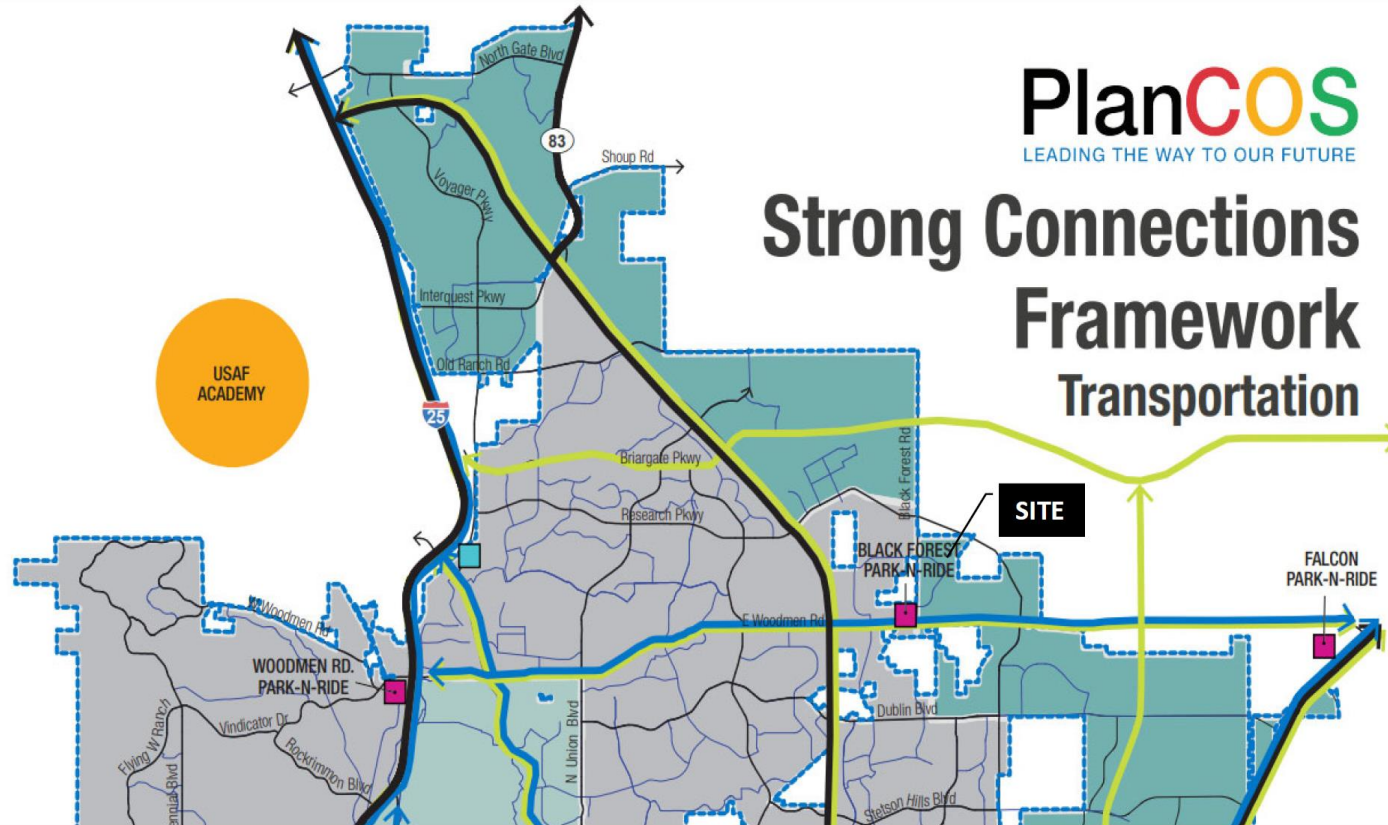 PlanCOS
LEADING THE WAY TO OUR FUTURE
Strong Connections
Framework
Transportation
North Gate Blvd
83
Shoup Rd
Voyager Pkwy
Interquest Pkwy
USAF
ACADEMY
Old Ranch Rd
25
Briargate Pkwy
Black Forest Rd
Research Pkwy
SITE
BLACK FOREST
PARK-N-RIDE
FALCON
PARK-N-RIDE
W Woodmen Rd
E Woodmen Rd
WOODMEN RD.
PARK-N-RIDE
Vindicator Dr
Flying W Ranch
Rockrimmon Blvd
N Union Blvd
Dublin Blvd
enial Blvd
Stetson Hills Blvd